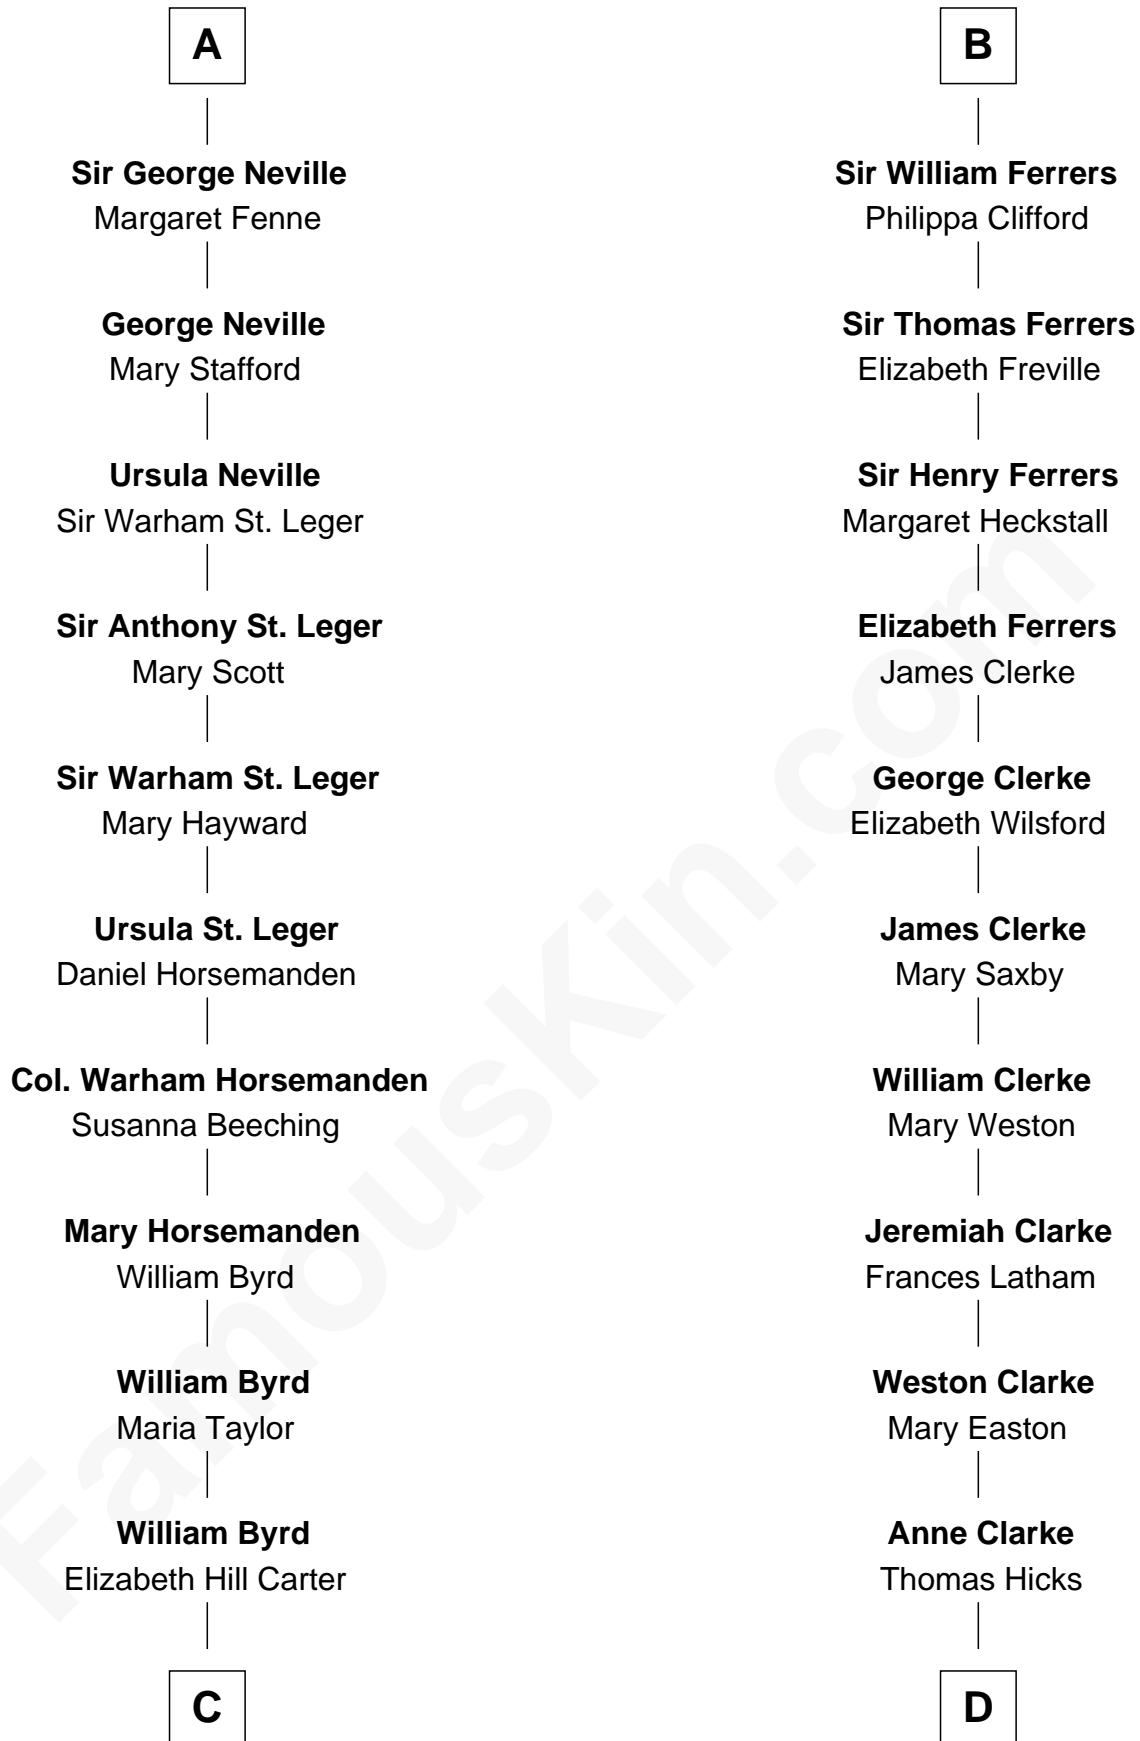 A
Sir George Neville
Margaret Fenne
George Neville
Mary Stafford
Ursula Neville
Sir Warham St. Leger
Sir Anthony St. Leger
Mary Scott
Sir Warham St. Leger
Mary Hayward
Ursula St. Leger
Daniel Horsemanden
Col. Warham Horsemanden
Susanna Beeching
Mary Horsemanden
William Byrd
William Byrd
Maria Taylor
William Byrd
Elizabeth Hill Carter
C
B
Sir William Ferrers
Philippa Clifford
Sir Thomas Ferrers
Elizabeth Freville
Sir Henry Ferrers
Margaret Heckstall
Elizabeth Ferrers
James Clerke
George Clerke
Elizabeth Wilsford
James Clerke
Mary Saxby
William Clerke
Mary Weston
Jeremiah Clarke
Frances Latham
Weston Clarke
Mary Easton
Anne Clarke
Thomas Hicks
D
FamousKin.com